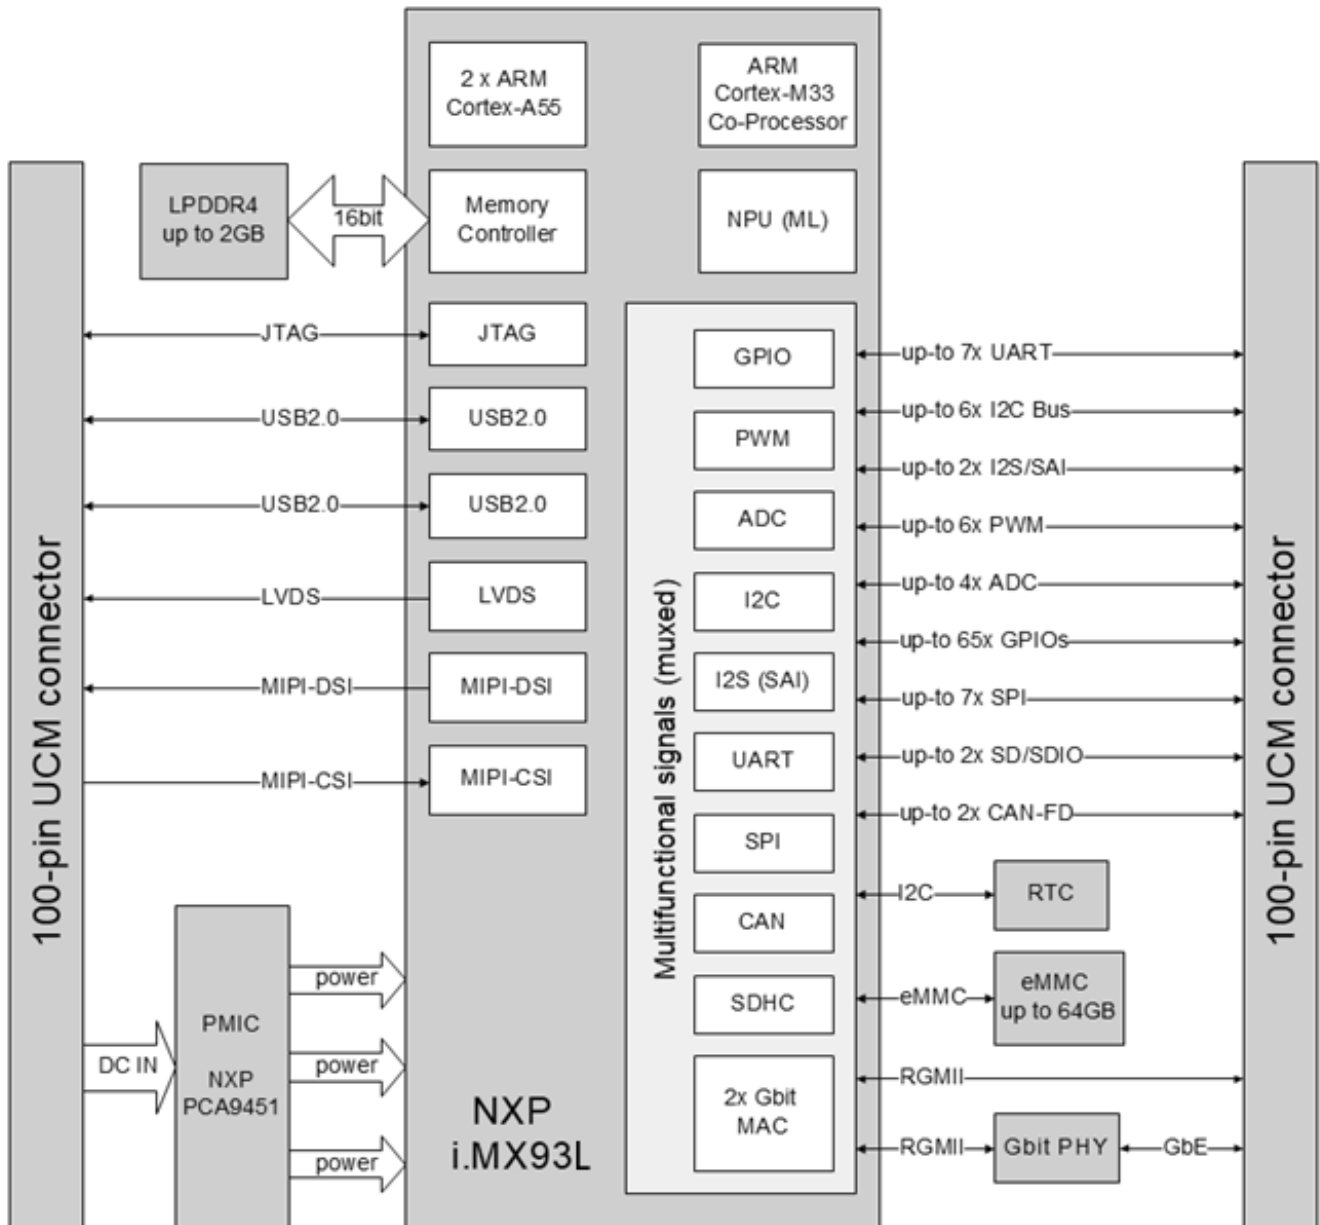 2 x ARM
Cortex-A55
ARM
Cortex-M33
Co-Processor
LPDDR4
up to 2GB
16bit
Memory
Controller
NPU (ML)
JTAG
JTAG
USB2.0
USB2.0
USB2.0
USB2.0
LVDS
LVDS
MIPI-DSI
MIPI-DSI
MIPI-CSI
MIPI-CSI
100-pin UCM connector
DC IN
PMIC
NXP
PCA9451
power
power
power
NXP
i.MX93L
Multifunctional signals (muxed)
GPIO
PWM
ADC
I2C
I2S (SAI)
UART
SPI
CAN
SDHC
2x Gbit
MAC
up-to 7x UART
up-to 6x I2C Bus
up-to 2x I2S/SAI
up-to 6x PWM
up-to 4x ADC
up-to 65x GPIOs
up-to 7x SPI
up-to 2x SD/SDIO
up-to 2x CAN-FD
I2C
RTC
eMMC
eMMC
up to 64GB
RGMII
RGMII
Gbit PHY
GbE
100-pin UCM connector